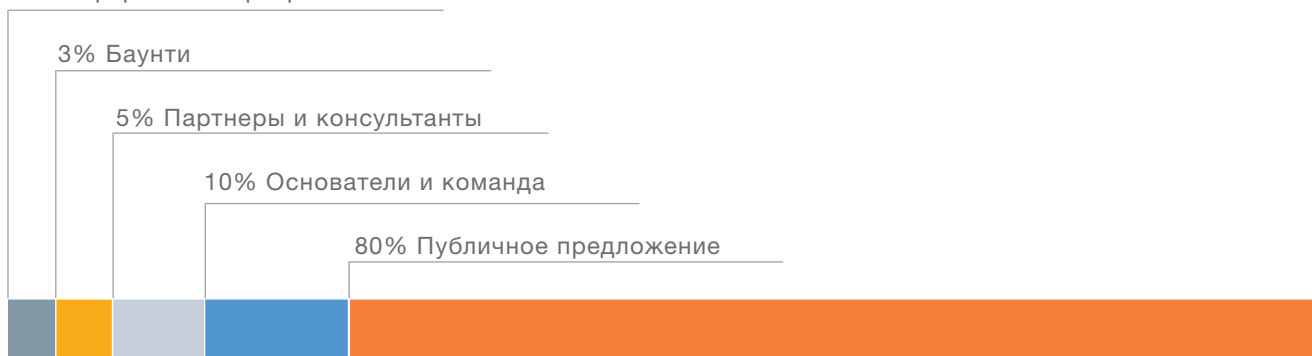 3% Баунти
5% Партнеры и консультанты
10% Основатели и команда
80% Публичное предложение